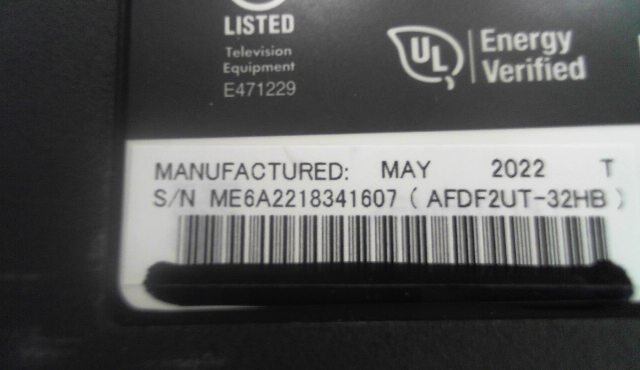 LISTED
Television
Equipment
E471229
UL
Energy
Verified
MANUFACTURED: MAY 2022 T
S/N ME6A2218341607 ( AFDF2UT-32HB )